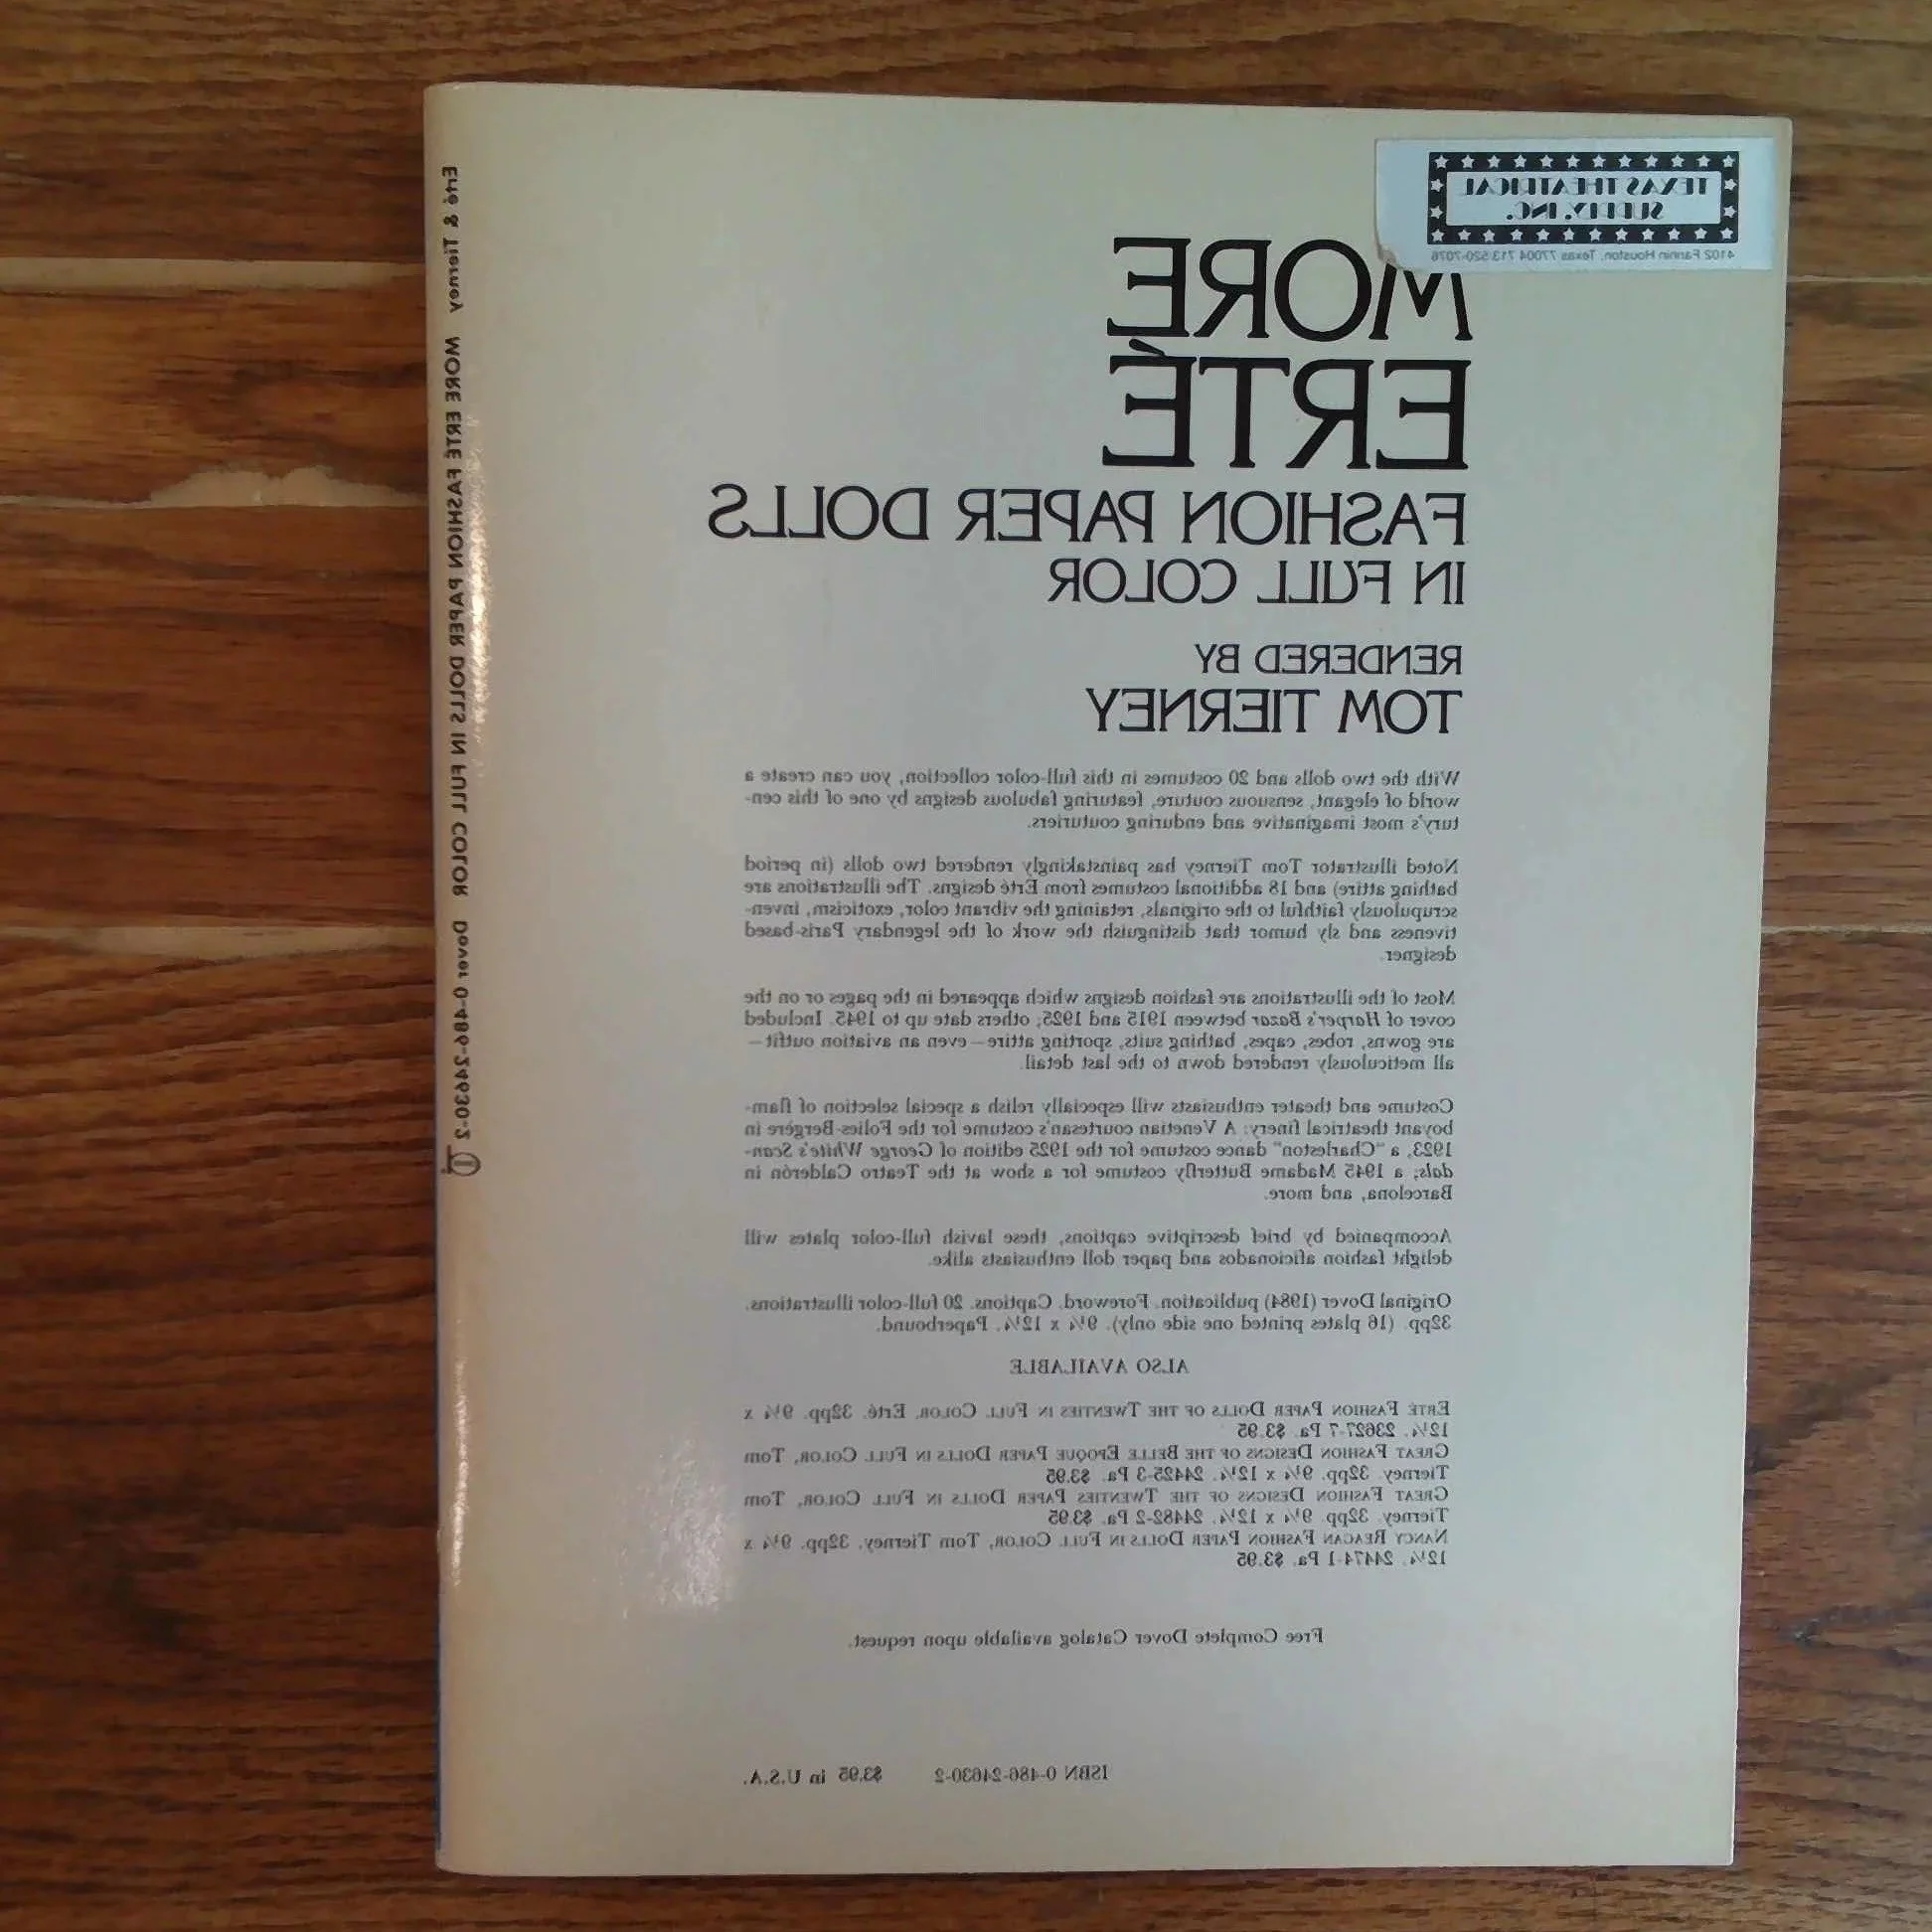 TEXAS THEATRICAL
SUPPLY, INC.
4102 Fannin Houston, Texas 77004 713 520-7076
MORE
ERTÉ
FASHION PAPER DOLLS
IN FULL COLOR
RENDERED BY
TOM TIERNEY
With the two dolls and 20 costumes in this full-color collection, you can create a
world of elegant, sensuous couture, featuring fabulous designs by one of this cen-
tury's most imaginative and enduring couturiers.
Noted illustrator Tom Tierney has painstakingly rendered two dolls (in period
bathing attire) and 18 additional costumes from Erté designs. The illustrations are
scrupulously faithful to the originals, retaining the vibrant color, exoticism, inven-
tiveness and sly humor that distinguish the work of the legendary Paris-based
designer.
Most of the illustrations are fashion designs which appeared in the pages or on the
cover of Harper's Bazar between 1915 and 1925; others date up to 1945. Included
are gowns, robes, capes, bathing suits, sporting attire—even an aviation outfit—
all meticulously rendered down to the last detail.
Costume and theater enthusiasts will especially relish a special selection of flam-
boyant theatrical finery: A Venetian courtesan's costume for the Folies-Bergère in
1923, a "Charleston" dance costume for the 1925 edition of George White's Scan-
dals; a 1945 Madame Butterfly costume for a show at the Teatro Calderón in
Barcelona, and more.
Accompanied by brief descriptive captions, these lavish full-color plates will
delight fashion aficionados and paper doll enthusiasts alike.
Original Dover (1984) publication. Foreword. Captions. 20 full-color illustrations.
32pp. (16 plates printed one side only). 9¼ x 12¼. Paperbound.
ALSO AVAILABLE
ERTÉ FASHION PAPER DOLLS OF THE TWENTIES IN FULL COLOR, Erté. 32pp. 9¼ x
12¼. 23627-7 Pa. $3.95
GREAT FASHION DESIGNS OF THE BELLE EPOQUE PAPER DOLLS IN FULL COLOR, Tom
Tierney. 32pp. 9¼ x 12¼. 24425-3 Pa. $3.95
GREAT FASHION DESIGNS OF THE TWENTIES PAPER DOLLS IN FULL COLOR, Tom
Tierney. 32pp. 9¼ x 12¼. 24482-2 Pa. $3.95
NANCY REAGAN FASHION PAPER DOLLS IN FULL COLOR, Tom Tierney. 32pp. 9¼ x
12¼. 24474-1 Pa. $3.95
Free Complete Dover Catalog available upon request.
ISBN 0-486-24630-2 $3.95 in U.S.A.
Erté & Tierney MORE ERTÉ FASHION PAPER DOLLS IN FULL COLOR Dover 0-486-24630-2